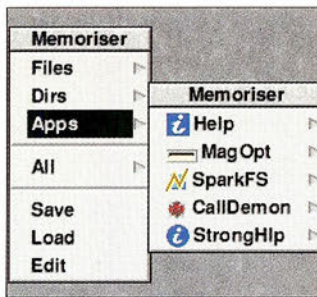 Memoriser
Files
Dirs
Apps
All
Save
Load
Edit
Memoriser
Help
MagOpt
SparkFS
CallDemon
StrongHlp